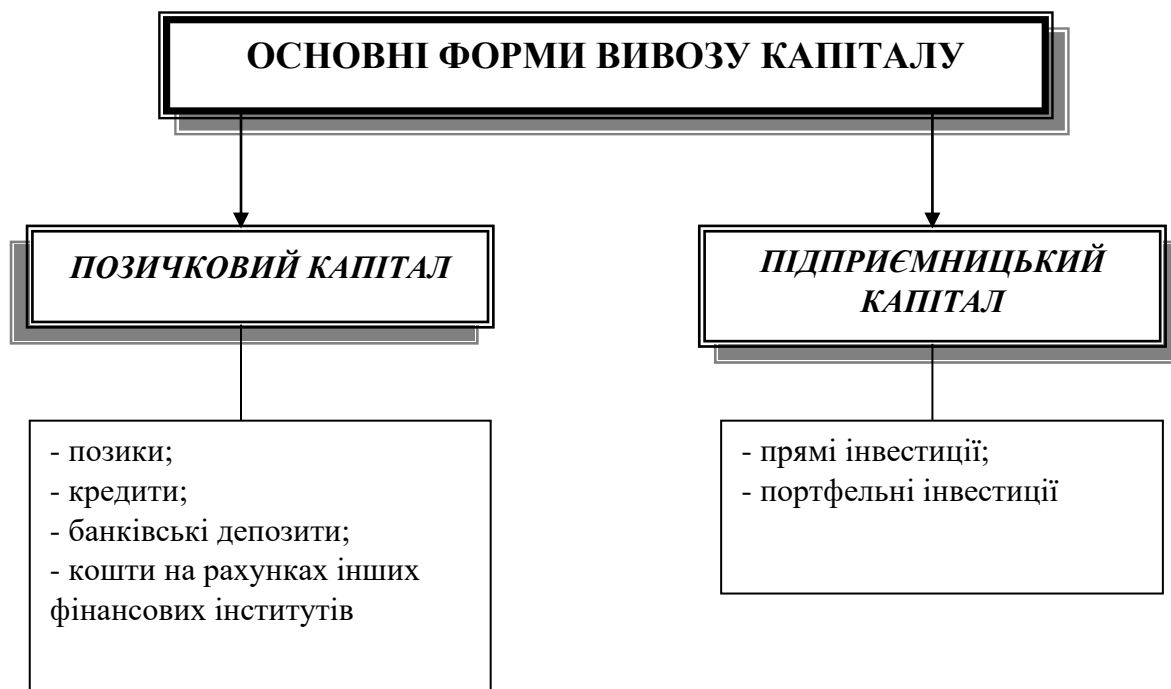 ОСНОВНІ ФОРМИ ВИВОЗУ КАПІТАЛУ
ПОЗИЧКОВИЙ КАПІТАЛ
ПІДПРИЄМНИЦЬКИЙ
КАПІТАЛ
- позики;
- кредити;
- банківські депозити;
- кошти на рахунках інших
фінансових інститутів
- прямі інвестиції;
- портфельні інвестиції